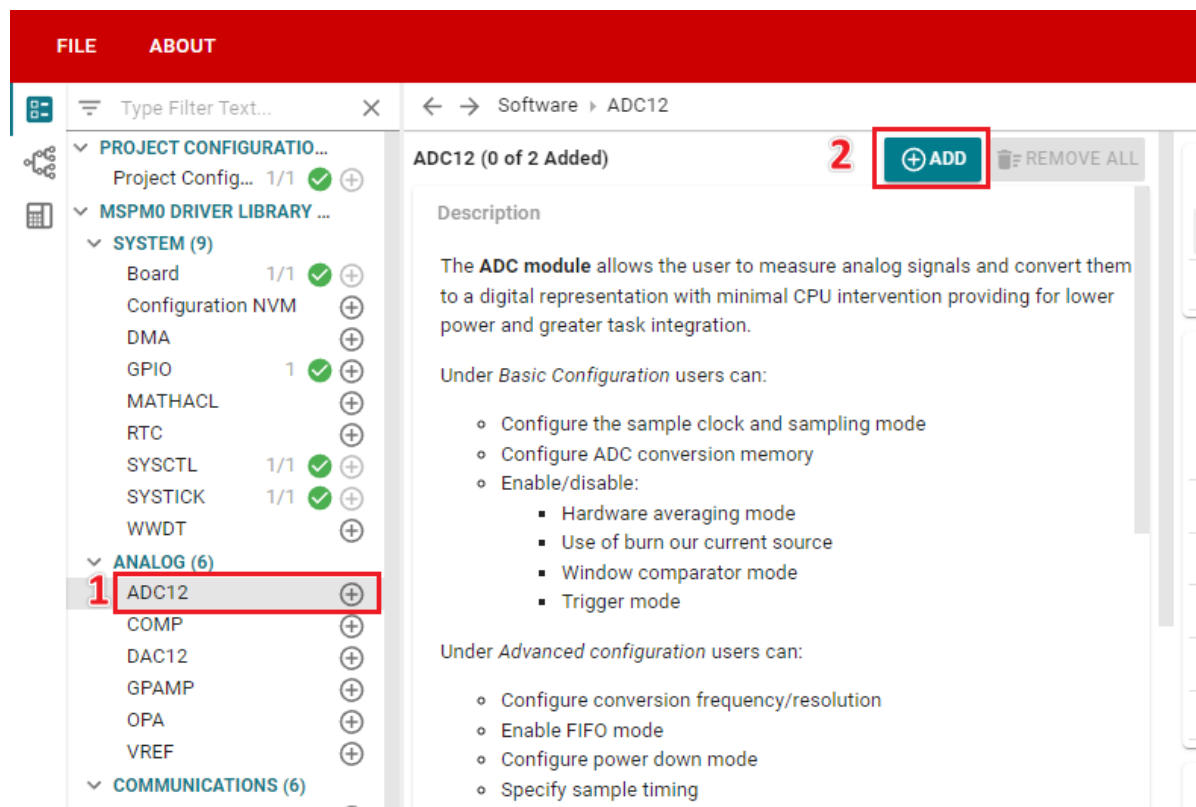 FILE ABOUT
Type Filter Text...
PROJECT CONFIGURATIO...
Project Config... 1/1
MSPM0 DRIVER LIBRARY ...
SYSTEM (9)
Board 1/1
Configuration NVM
DMA
GPIO 1
MATHACL
RTC
SYSCTL 1/1
SYSTICK 1/1
WWDT
ANALOG (6)
1 ADC12
COMP
DAC12
GPAMP
OPA
VREF
COMMUNICATIONS (6)
Software ADC12
ADC12 (0 of 2 Added) 2 ADD REMOVE ALL
Description
The ADC module allows the user to measure analog signals and convert them
to a digital representation with minimal CPU intervention providing for lower
power and greater task integration.
Under Basic Configuration users can:
Configure the sample clock and sampling mode
Configure ADC conversion memory
Enable/disable:
Hardware averaging mode
Use of burn our current source
Window comparator mode
Trigger mode
Under Advanced configuration users can:
Configure conversion frequency/resolution
Enable FIFO mode
Configure power down mode
Specify sample timing